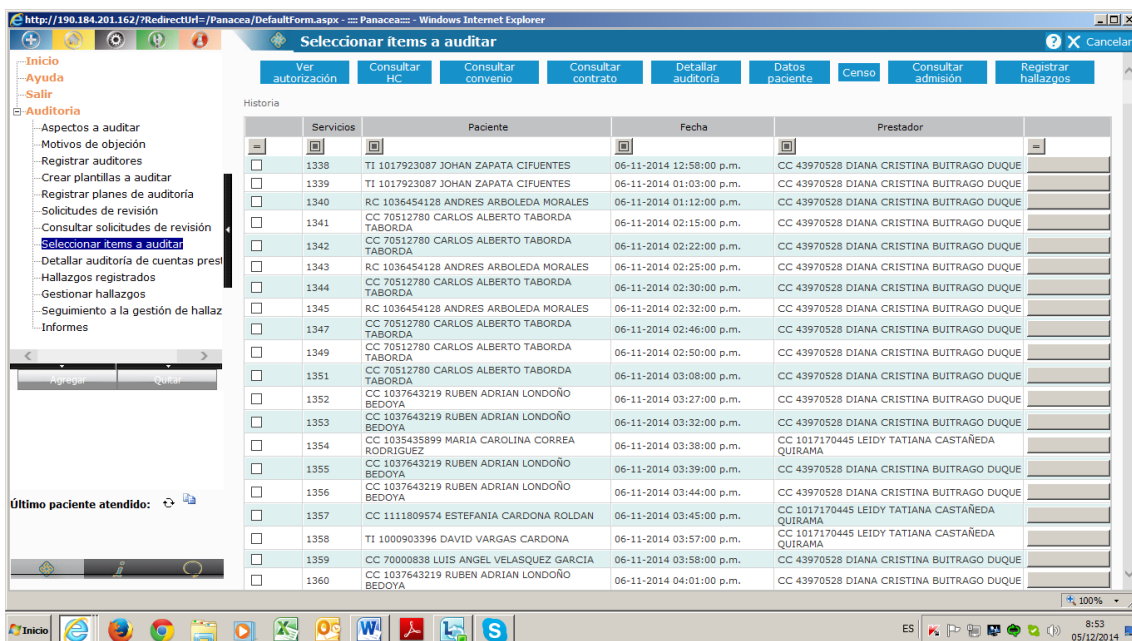 http://190.184.201.162/?RedirectUrl=/Panacea/DefaultForm.aspx - :::: Panacea:::: - Windows Internet Explorer
Seleccionar ítems a auditar
? X Cancelar
Inicio
Ayuda
Salir
Auditoria
Aspectos a auditar
Motivos de objeción
Registrar auditores
Crear plantillas a auditar
Registrar planes de auditoría
Solicitudes de revisión
Consultar solicitudes de revisión
Seleccionar ítems a auditar
Detallar auditoría de cuentas prest
Hallazgos registrados
Gestionar hallazgos
Seguimiento a la gestión de hallaz
Informes
Agregar Quitar
Último paciente atendido:
Ver autorización
Consultar HC
Consultar convenio
Consultar contrato
Detallar auditoría
Datos paciente
Censo
Consultar admisión
Registrar hallazgos
Historia
Servicios Paciente Fecha Prestador
= =
1338 TI 1017923087 JOHAN ZAPATA CIFUENTES 06-11-2014 12:58:00 p.m. CC 43970528 DIANA CRISTINA BUITRAGO DUQUE
1339 TI 1017923087 JOHAN ZAPATA CIFUENTES 06-11-2014 01:03:00 p.m. CC 43970528 DIANA CRISTINA BUITRAGO DUQUE
1340 RC 1036454128 ANDRES ARBOLEDA MORALES 06-11-2014 01:12:00 p.m. CC 43970528 DIANA CRISTINA BUITRAGO DUQUE
1341 CC 70512780 CARLOS ALBERTO TABORDA TABORDA 06-11-2014 02:15:00 p.m. CC 43970528 DIANA CRISTINA BUITRAGO DUQUE
1342 CC 70512780 CARLOS ALBERTO TABORDA TABORDA 06-11-2014 02:22:00 p.m. CC 43970528 DIANA CRISTINA BUITRAGO DUQUE
1343 RC 1036454128 ANDRES ARBOLEDA MORALES 06-11-2014 02:25:00 p.m. CC 43970528 DIANA CRISTINA BUITRAGO DUQUE
1344 CC 70512780 CARLOS ALBERTO TABORDA TABORDA 06-11-2014 02:30:00 p.m. CC 43970528 DIANA CRISTINA BUITRAGO DUQUE
1345 RC 1036454128 ANDRES ARBOLEDA MORALES 06-11-2014 02:32:00 p.m. CC 43970528 DIANA CRISTINA BUITRAGO DUQUE
1347 CC 70512780 CARLOS ALBERTO TABORDA TABORDA 06-11-2014 02:46:00 p.m. CC 43970528 DIANA CRISTINA BUITRAGO DUQUE
1349 CC 70512780 CARLOS ALBERTO TABORDA TABORDA 06-11-2014 02:50:00 p.m. CC 43970528 DIANA CRISTINA BUITRAGO DUQUE
1351 CC 70512780 CARLOS ALBERTO TABORDA TABORDA 06-11-2014 03:08:00 p.m. CC 43970528 DIANA CRISTINA BUITRAGO DUQUE
1352 CC 1037643219 RUBEN ADRIAN LONDOÑO BEDOYA 06-11-2014 03:27:00 p.m. CC 43970528 DIANA CRISTINA BUITRAGO DUQUE
1353 CC 1037643219 RUBEN ADRIAN LONDOÑO BEDOYA 06-11-2014 03:32:00 p.m. CC 43970528 DIANA CRISTINA BUITRAGO DUQUE
1354 CC 1035435899 MARIA CAROLINA CORREA RODRIGUEZ 06-11-2014 03:38:00 p.m. CC 1017170445 LEIDY TATIANA CASTAÑEDA QUIRAMA
1355 CC 1037643219 RUBEN ADRIAN LONDOÑO BEDOYA 06-11-2014 03:39:00 p.m. CC 43970528 DIANA CRISTINA BUITRAGO DUQUE
1356 CC 1037643219 RUBEN ADRIAN LONDOÑO BEDOYA 06-11-2014 03:44:00 p.m. CC 43970528 DIANA CRISTINA BUITRAGO DUQUE
1357 CC 1111809574 ESTEFANIA CARDONA ROLDAN 06-11-2014 03:45:00 p.m. CC 1017170445 LEIDY TATIANA CASTAÑEDA QUIRAMA
1358 TI 1000903396 DAVID VARGAS CARDONA 06-11-2014 03:57:00 p.m. CC 1017170445 LEIDY TATIANA CASTAÑEDA QUIRAMA
1359 CC 70000838 LUIS ANGEL VELASQUEZ GARCIA 06-11-2014 03:58:00 p.m. CC 43970528 DIANA CRISTINA BUITRAGO DUQUE
1360 CC 1037643219 RUBEN ADRIAN LONDOÑO BEDOYA 06-11-2014 04:01:00 p.m. CC 43970528 DIANA CRISTINA BUITRAGO DUQUE
100%
Inicio
ES
8:53
05/12/2014